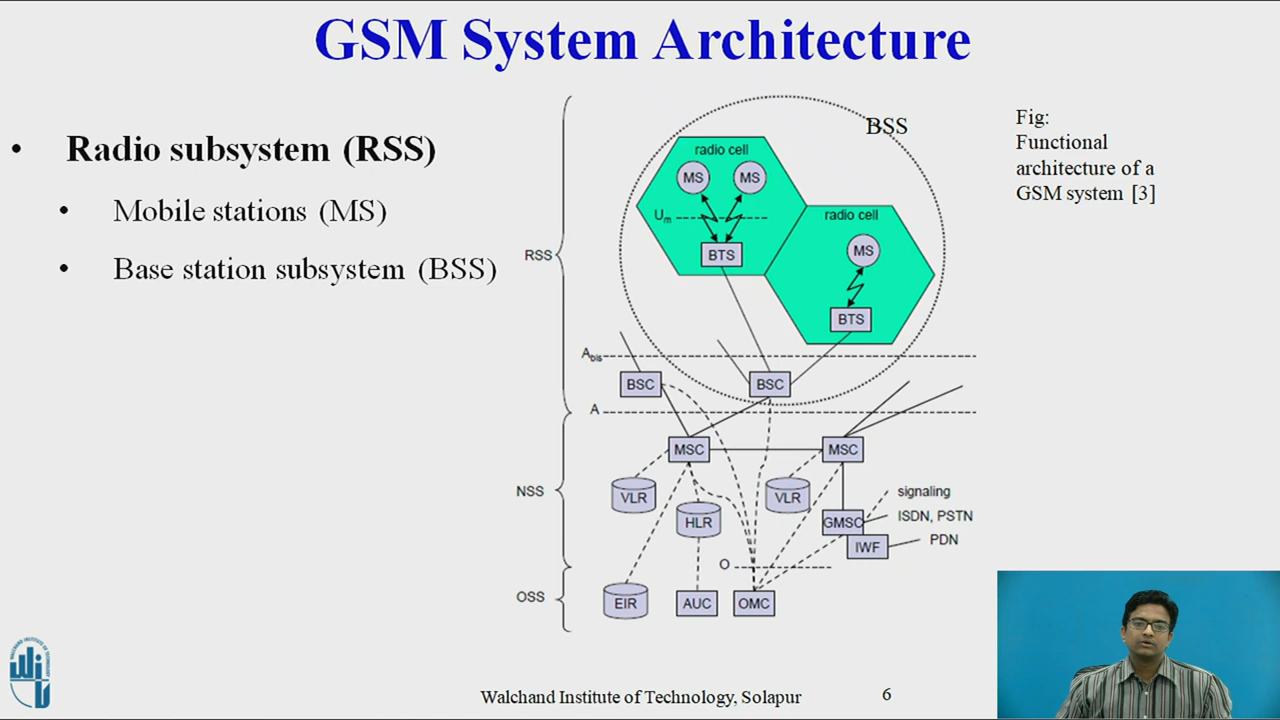 GSM System Architecture
• Radio subsystem (RSS)
• Mobile stations (MS)
• Base station subsystem (BSS)
BSS
Fig:
Functional
architecture of a
GSM system [3]
radio cell
MS MS
radio cell
Um
MS
RSS
BTS
BTS
Abis
BSC BSC
A
MSC MSC
NSS
VLR VLR
signaling
HLR
GMSC
ISDN, PSTN
IWF
PDN
O
OSS
EIR AUC OMC
Walchand Institute of Technology, Solapur
6